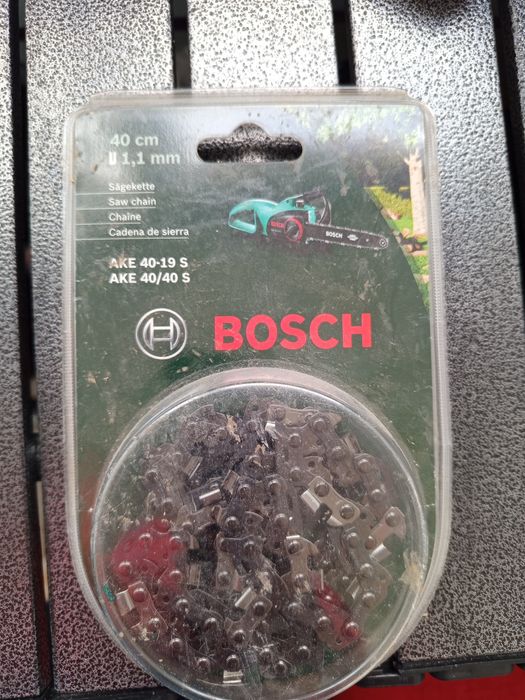 40 cm
1,1 mm
Sägekette
Saw chain
Chaîne
Cadena de sierra
AKE 40-19 S
AKE 40/40 S
BOSCH
BOSCH